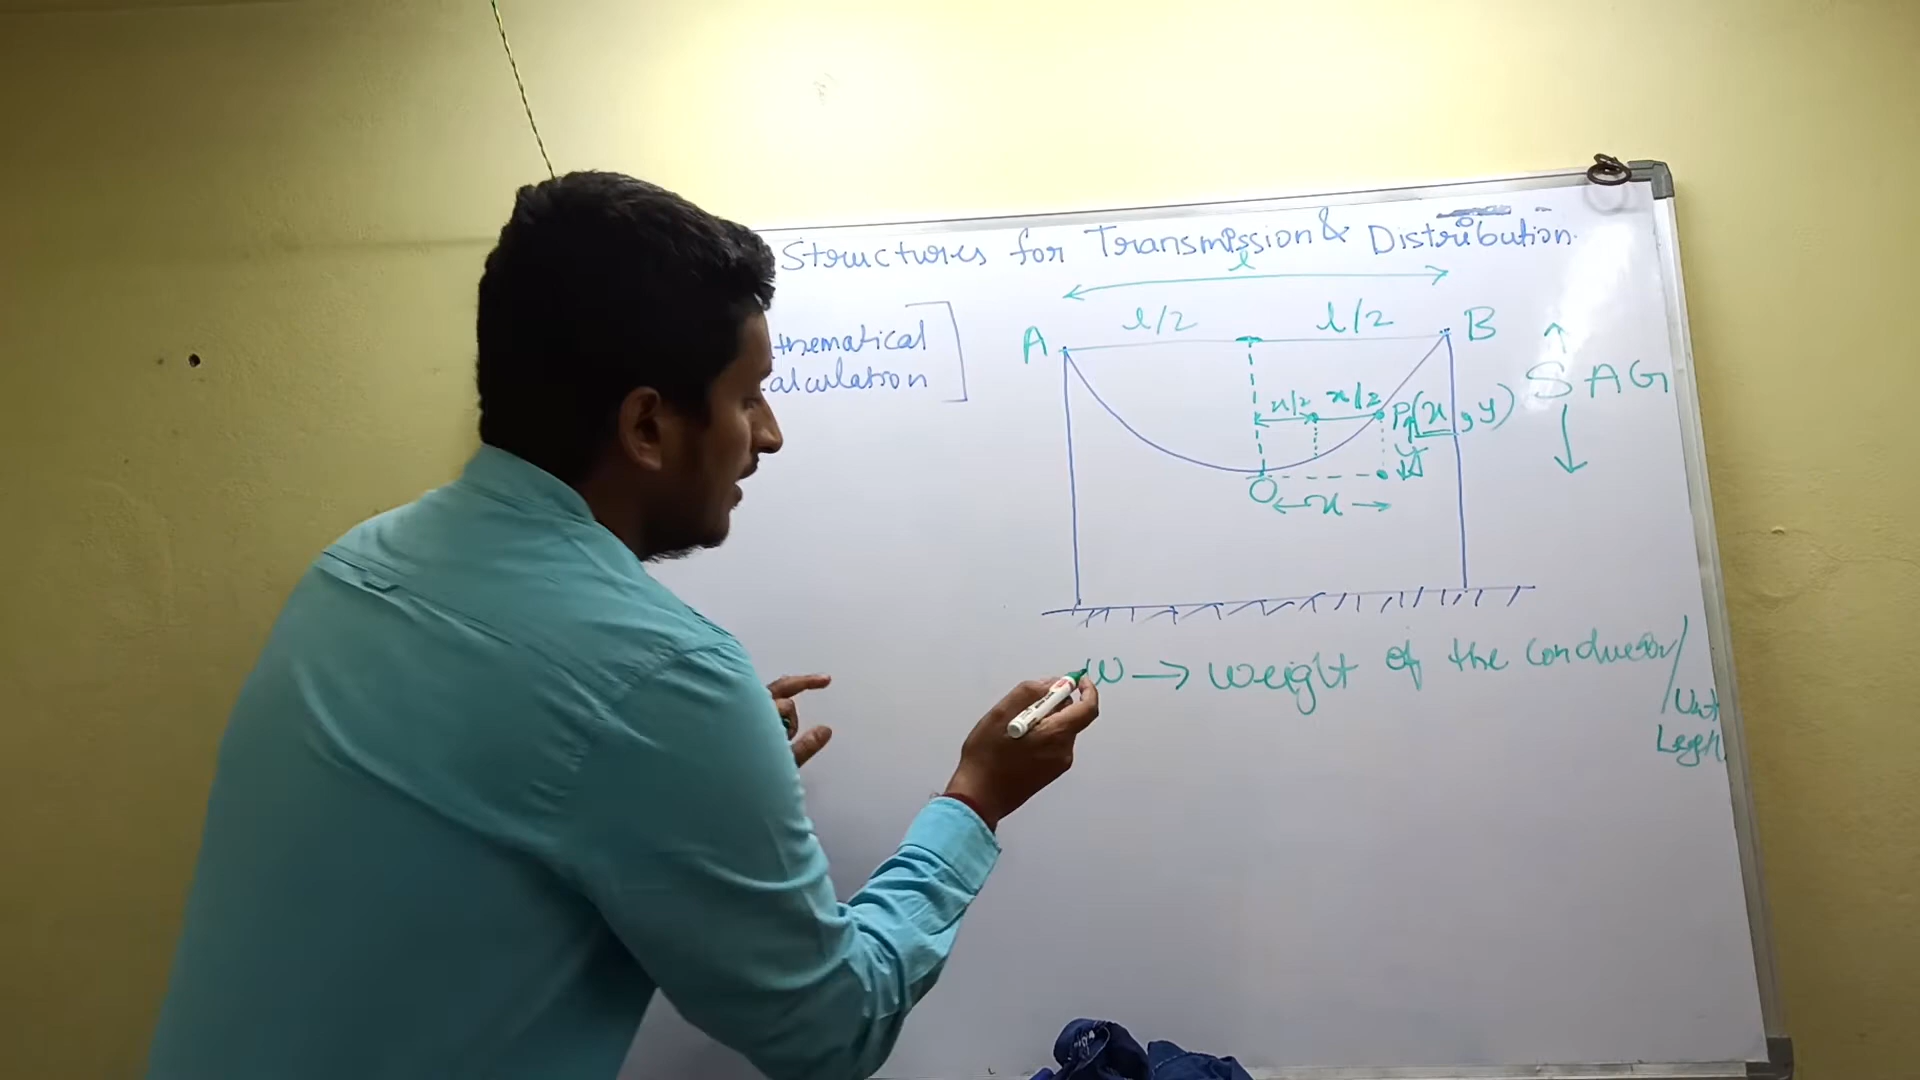 Structures for Transmission & Distribution.
l
l/2 l/2
A B
thematical
alculation
SAG
x/2 x/2 P(x, y)
y
O
x
w → weight of the conductor/
Unit
Length